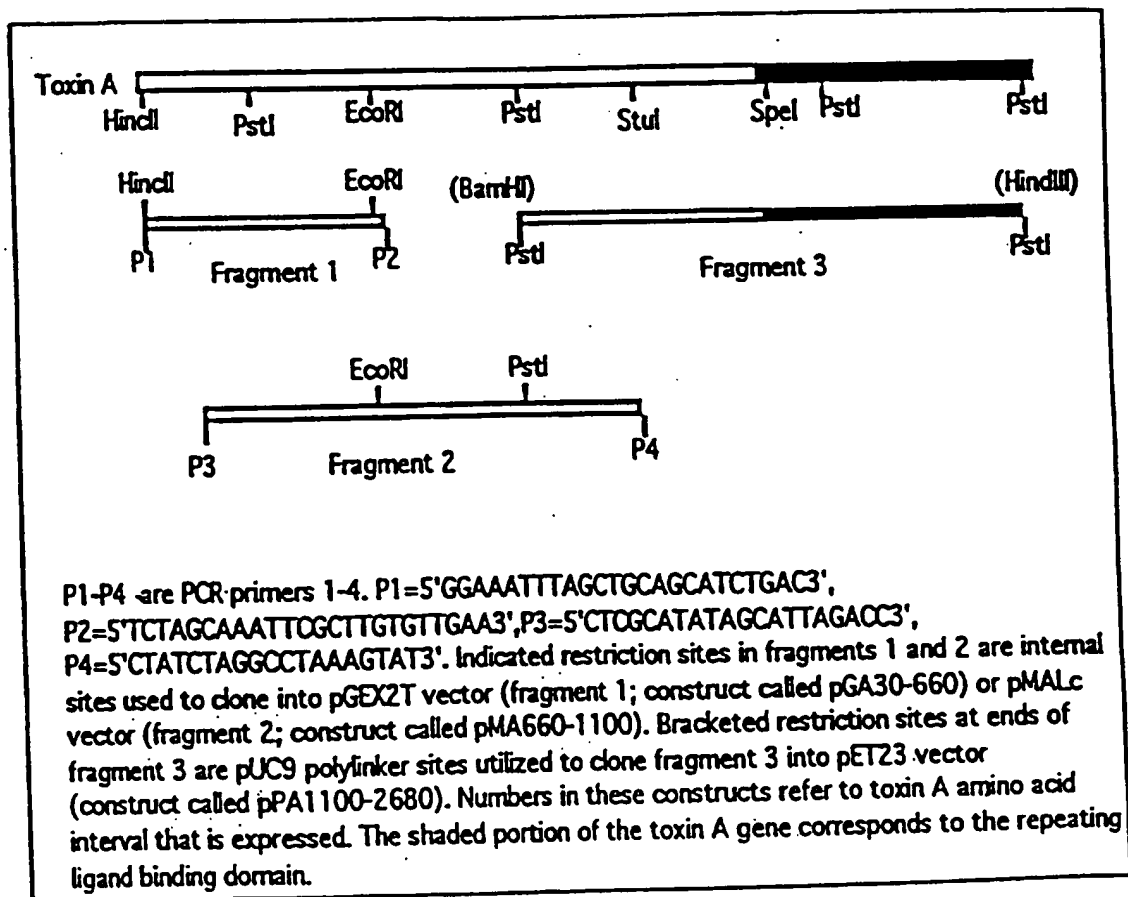 Toxin A
HincII PstI EcoRI PstI StuI SpeI PstI PstI
HincII EcoRI (BamHI) (HindIII)
P1 Fragment 1 P2 PstI Fragment 3 PstI
EcoRI PstI
P3 Fragment 2 P4
P1-P4 are PCR primers 1-4. P1=5'GGAAATTTAGCTGCAGCATCTGAC3',
P2=5'TCTAGCAAATTCGCTTGTGTTGAA3',P3=5'CTCGCATATAGCATTAGACC3',
P4=5'CTATCTAGGCCTAAAGTAT3'. Indicated restriction sites in fragments 1 and 2 are internal
sites used to clone into pGEX2T vector (fragment 1; construct called pGA30-660) or pMALc
vector (fragment 2; construct called pMA660-1100). Bracketed restriction sites at ends of
fragment 3 are pUC9 polylinker sites utilized to clone fragment 3 into pET23 vector
(construct called pPA1100-2680). Numbers in these constructs refer to toxin A amino acid
interval that is expressed. The shaded portion of the toxin A gene corresponds to the repeating
ligand binding domain.